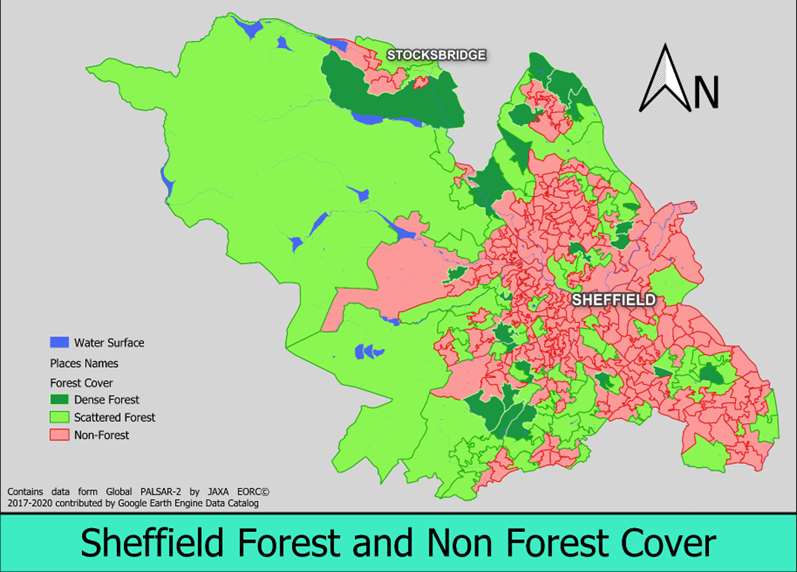 STOCKSBRIDGE
N
SHEFFIELD
Water Surface
Places Names
Forest Cover
Dense Forest
Scattered Forest
Non-Forest
Contains data form Global PALSAR-2 by JAXA EORC©
2017-2020 contributed by Google Earth Engine Data Catalog
Sheffield Forest and Non Forest Cover